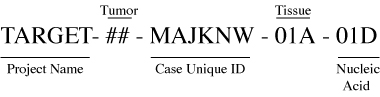 Tumor Tissue
TARGET- ## - MAJKNW - 01A - 01D
Project Name Case Unique ID Nucleic
Acid